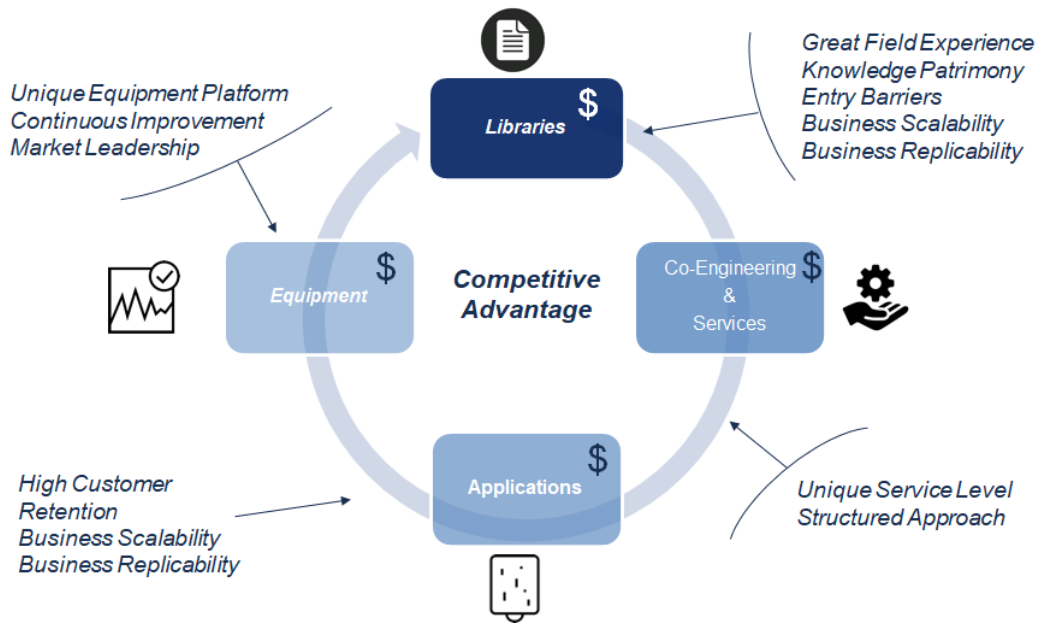 Great Field Experience
Knowledge Patrimony
Entry Barriers
Business Scalability
Business Replicability
Unique Equipment Platform
Continuous Improvement
Market Leadership
$
Libraries
$
Equipment
Competitive
Advantage
$
Co-Engineering
&
Services
$
Applications
High Customer
Retention
Business Scalability
Business Replicability
Unique Service Level
Structured Approach